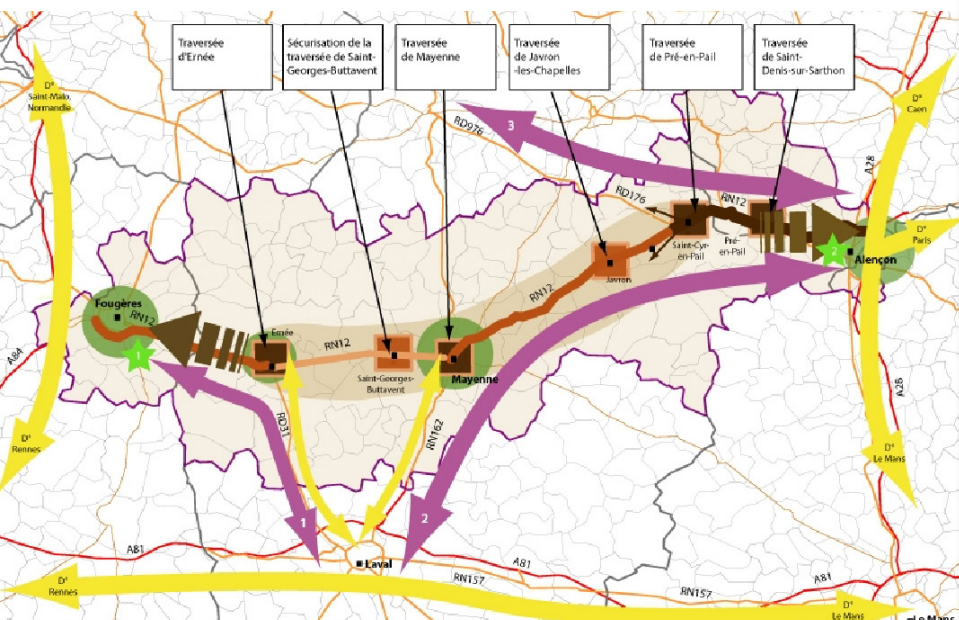 Traversée
d'Ernée
Sécurisation de la
traversée de Saint-
Georges-Buttavent
Traversée
de Mayenne
Traversée
de Javron
-les-Chapelles
Traversée
de Pré-en-Pail
Traversée
de Saint-
Denis-sur-Sarthon
D°
Saint-Malo,
Normandie
D°
Caen
3
RD976
A28
RD176
RN12
D°
Paris
Saint-Cyr-
en-Pail
Pré-
en-Pail
2
Alençon
Javron
RN12
Fougères
RN12
Ernée
RN12
1
A84
Saint-Georges-
Buttavent
Mayenne
A28
RD31
RN162
D°
Rennes
D°
Le Mans
1
2
A81
Laval
A81
RN157
RN157
A81
D°
Rennes
D°
Le Mans
Le Mans